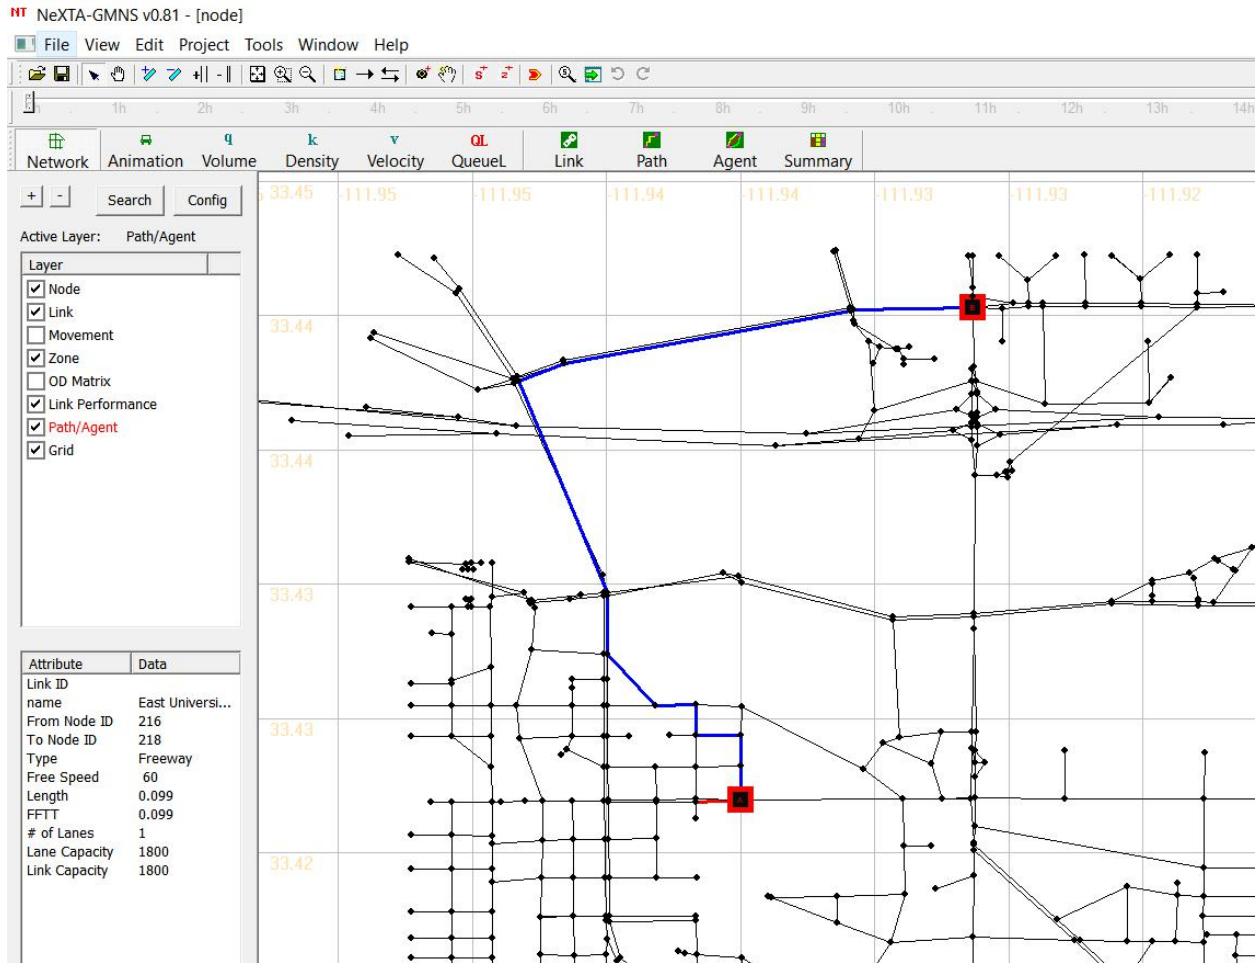 NeXTA-GMNS v0.81 - [node]
File View Edit Project Tools Window Help
1h 2h 3h 4h 5h 6h 7h 8h 9h 10h 11h 12h 13h 14h
q k v QL
Network Animation Volume Density Velocity QueueL Link Path Agent Summary
+ - Search Config
33.45 -111.95 -111.95 -111.94 -111.94 -111.93 -111.93 -111.92
Active Layer: Path/Agent
Layer
Node
Link
Movement
Zone
OD Matrix
Link Performance
Path/Agent
Grid
33.44
33.44
33.43
33.43
33.42
Attribute Data
Link ID
name East Universi...
From Node ID 216
To Node ID 218
Type Freeway
Free Speed 60
Length 0.099
FFTT 0.099
# of Lanes 1
Lane Capacity 1800
Link Capacity 1800